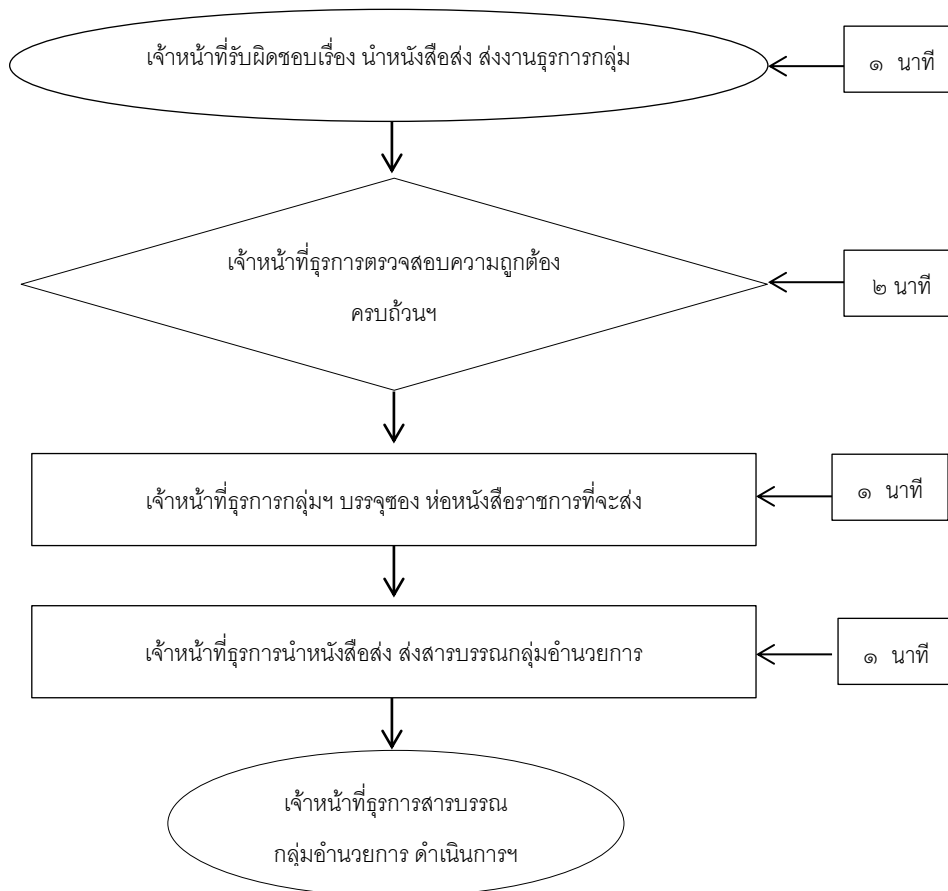 เจ้าหน้าที่รับผิดชอบเรื่อง นำหนังสือส่ง ส่งงานธุรการกลุ่ม
๑ นาที
เจ้าหน้าที่ธุรการตรวจสอบความถูกต้อง
ครบถ้วนฯ
๒ นาที
เจ้าหน้าที่ธุรการกลุ่มฯ บรรจุซอง ห่อหนังสือราชการที่จะส่ง
๑ นาที
เจ้าหน้าที่ธุรการนำหนังสือส่ง ส่งสารบรรณกลุ่มอำนวยการ
๑ นาที
เจ้าหน้าที่ธุรการสารบรรณ
กลุ่มอำนวยการ ดำเนินการฯ